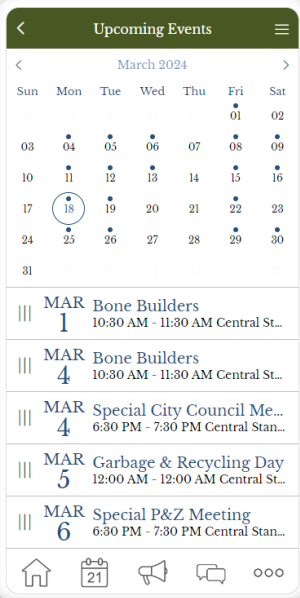 Upcoming Events
March 2024
Sun Mon Tue Wed Thu Fri Sat
01 02
03 04 05 06 07 08 09
10 11 12 13 14 15 16
17 18 19 20 21 22 23
24 25 26 27 28 29 30
31
MAR 1
Bone Builders
10:30 AM - 11:30 AM Central St...
MAR 4
Bone Builders
10:30 AM - 11:30 AM Central St...
MAR 4
Special City Council Me...
6:30 PM - 7:30 PM Central Stan...
MAR 5
Garbage & Recycling Day
12:00 AM - 12:00 AM Central St...
MAR 6
Special P&Z Meeting
6:30 PM - 7:30 PM Central Stan...
21